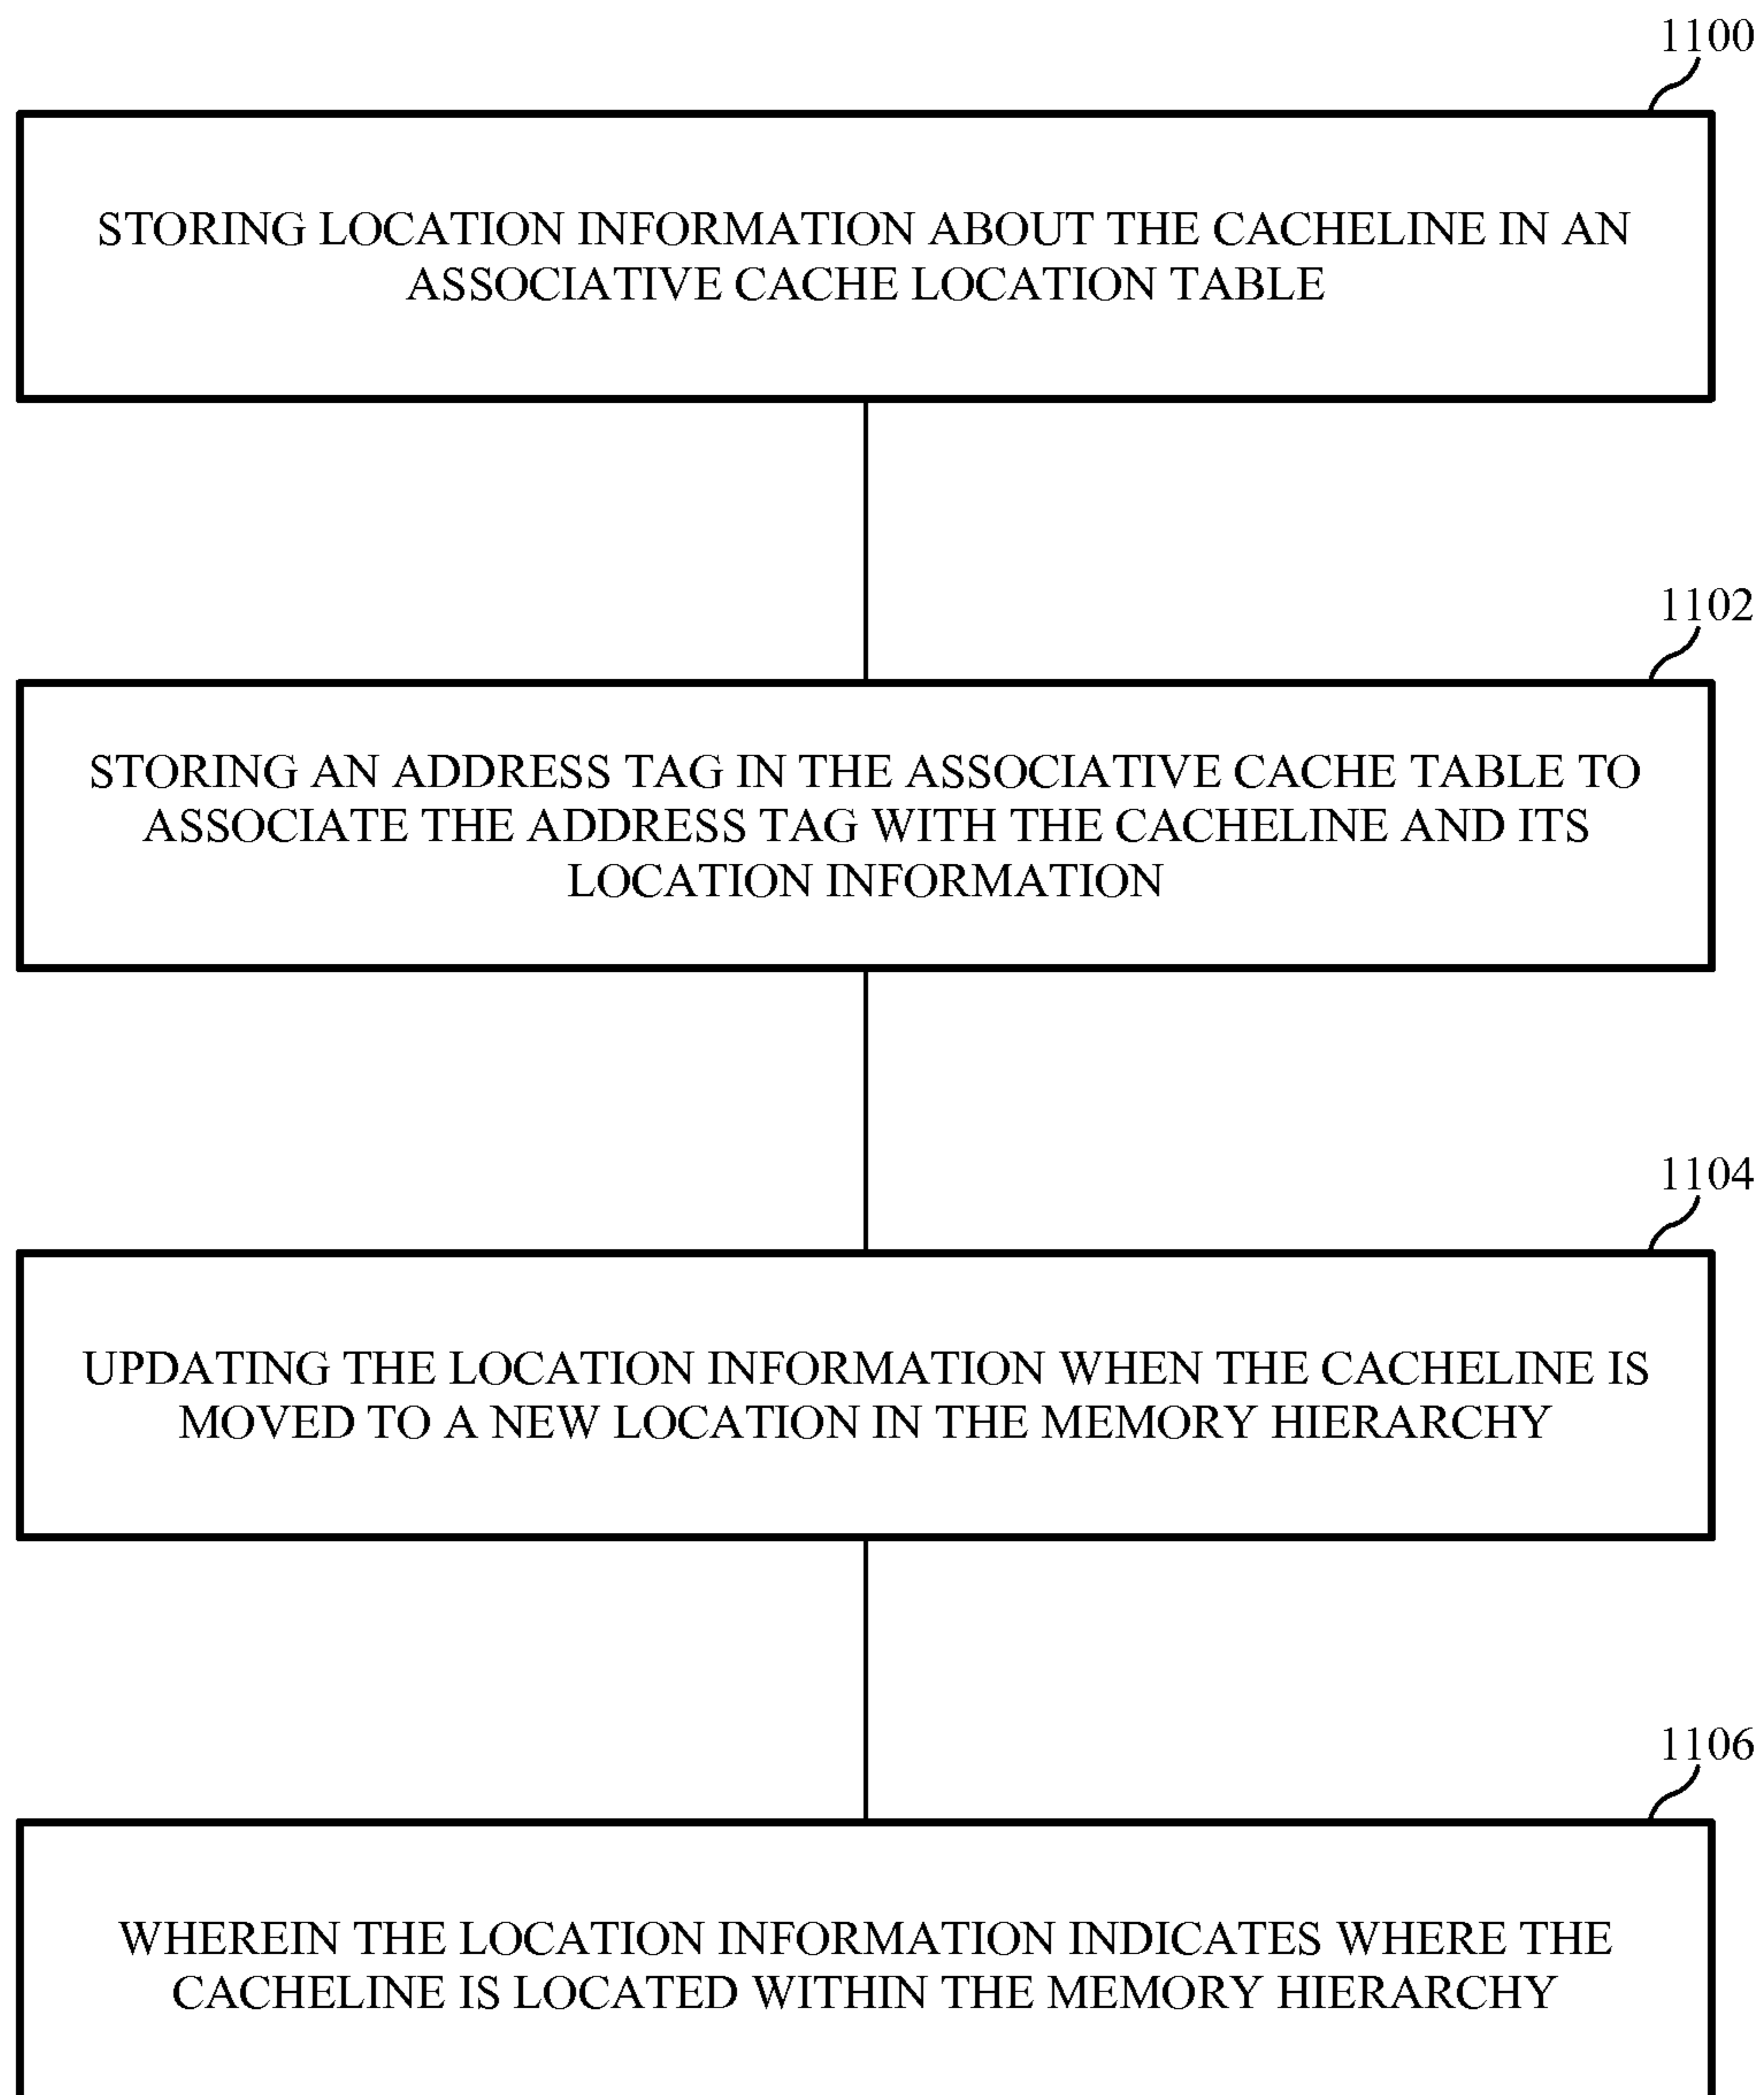 1100
STORING LOCATION INFORMATION ABOUT THE CACHELINE IN AN
ASSOCIATIVE CACHE LOCATION TABLE
1102
STORING AN ADDRESS TAG IN THE ASSOCIATIVE CACHE TABLE TO
ASSOCIATE THE ADDRESS TAG WITH THE CACHELINE AND ITS
LOCATION INFORMATION
1104
UPDATING THE LOCATION INFORMATION WHEN THE CACHELINE IS
MOVED TO A NEW LOCATION IN THE MEMORY HIERARCHY
1106
WHEREIN THE LOCATION INFORMATION INDICATES WHERE THE
CACHELINE IS LOCATED WITHIN THE MEMORY HIERARCHY